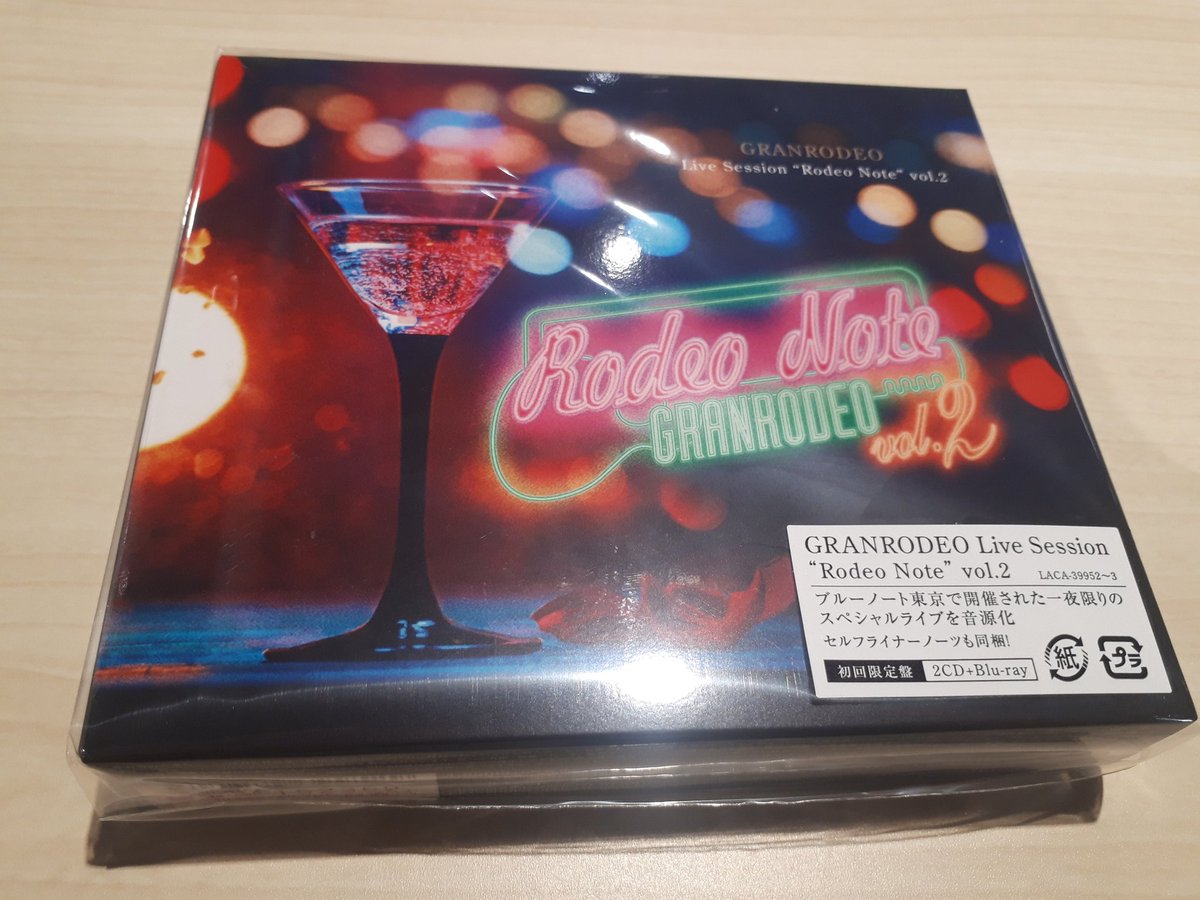 GRANRODEO
Live Session "Rodeo Note" vol.2
Rodeo Note
GRANRODEO
vol.2
GRANRODEO Live Session
“Rodeo Note” vol.2 LACA-39952~3
ブルーノート東京で開催された一夜限りの
スペシャルライブを音源化
セルフライナーノーツも同梱!
初回限定盤 2CD+Blu-ray
紙 プラ